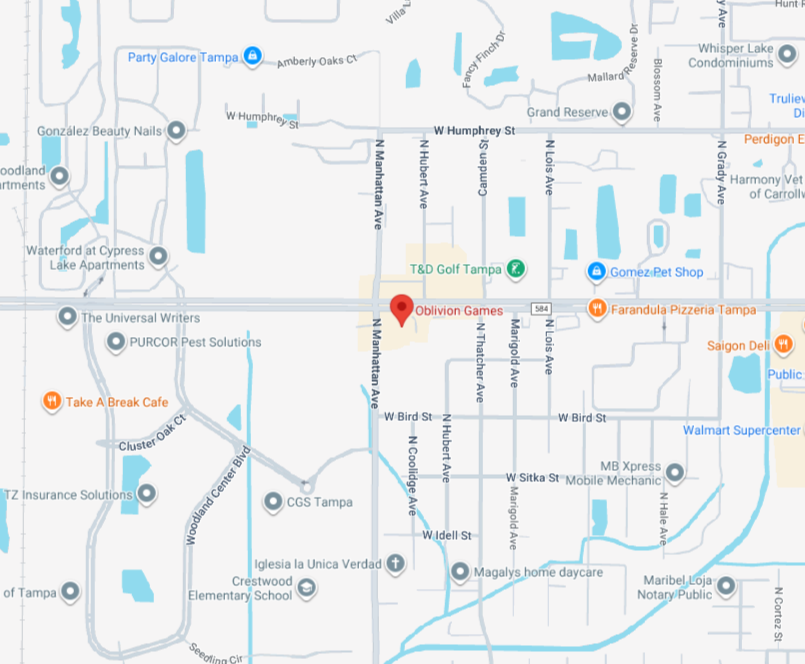 Villa
Hunt R
y Ave
Fancy Finch Dr
Mallard Reserve Dr
Blossom Ave
Party Galore Tampa
Amberly Oaks Ct
Whisper Lake
Condominiums
Truliev
Di
Grand Reserve
W Humphrey St
González Beauty Nails
W Humphrey St
Perdigon E
N Manhattan Ave
N Hubert Ave
Camden St
N Lois Ave
N Grady Ave
oodland
artments
Harmony Vet
of Carrollw
Waterford at Cypress
Lake Apartments
T&D Golf Tampa
Gomez Pet Shop
The Universal Writers
Oblivion Games
584
Farandula Pizzeria Tampa
PURCOR Pest Solutions
N Manhattan Ave
N Thatcher Ave
Marigold Ave
N Lois Ave
Saigon Deli
Public
Take A Break Cafe
W Bird St
W Bird St
Cluster Oak Ct
N Hubert Ave
Walmart Supercenter
N Coolidge Ave
Woodland Center Blvd
MB Xpress
Mobile Mechanic
W Sitka St
TZ Insurance Solutions
CGS Tampa
Marigold Ave
N Hale Ave
W Idell St
Iglesia la Unica Verdad
Crestwood
Elementary School
Magalys home daycare
Maribel Loja
Notary Public
of Tampa
N Cortez St
Seedling Cir